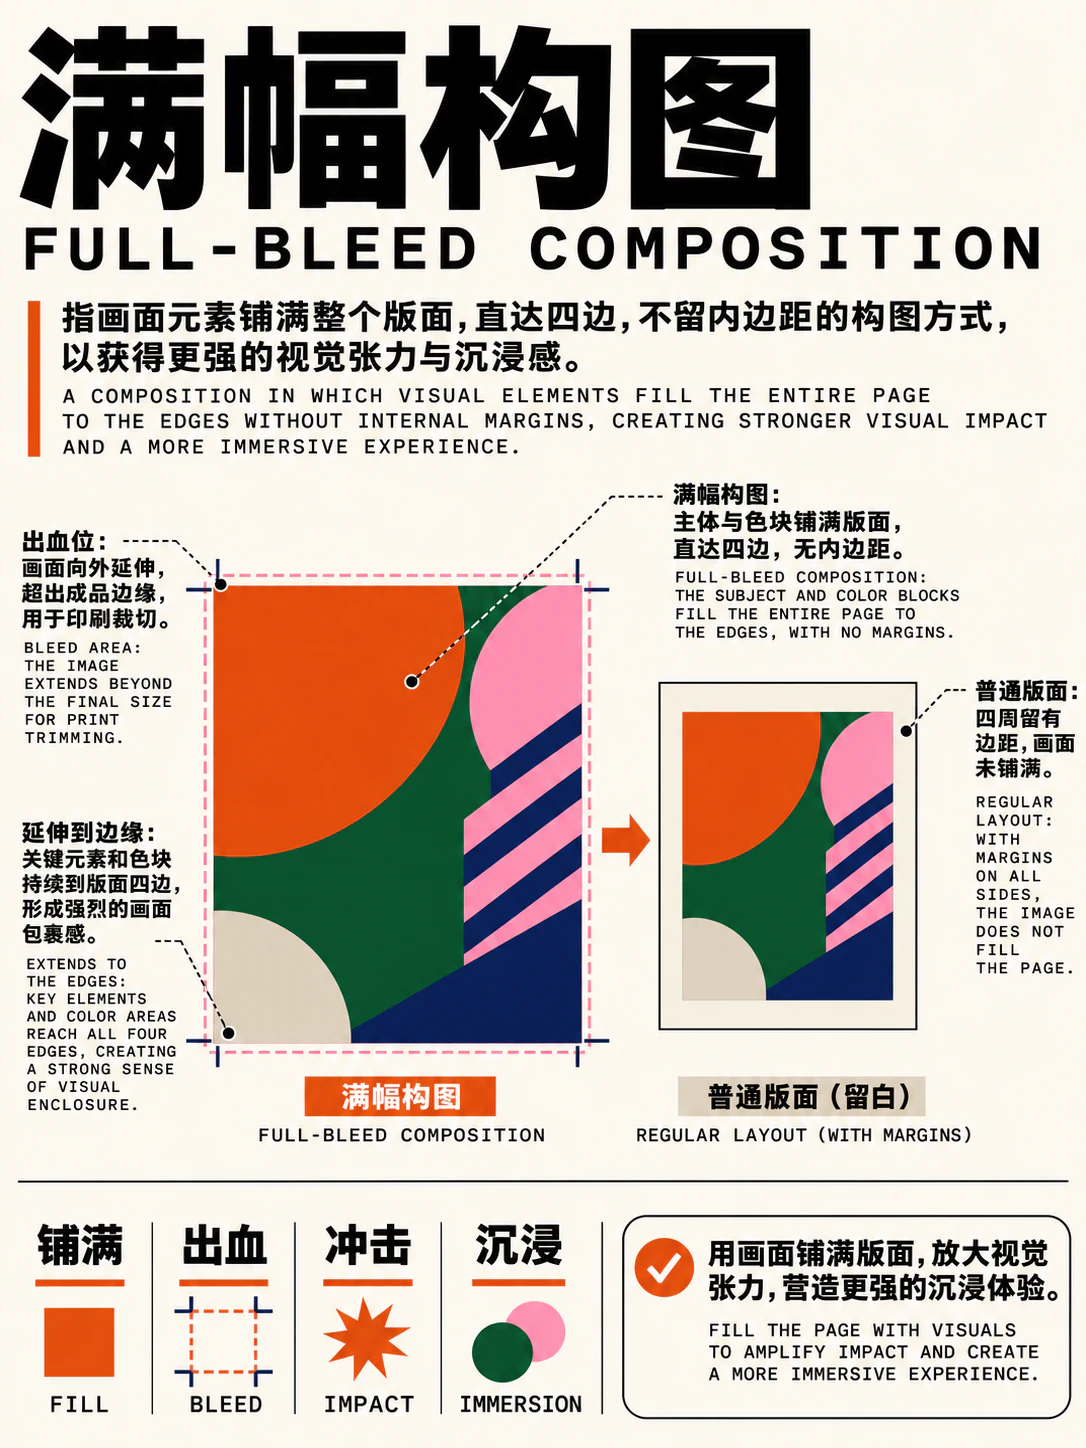 满幅构图
FULL-BLEED COMPOSITION
指画面元素铺满整个版面,直达四边,不留内边距的构图方式,
以获得更强的视觉张力与沉浸感。
A COMPOSITION IN WHICH VISUAL ELEMENTS FILL THE ENTIRE PAGE
TO THE EDGES WITHOUT INTERNAL MARGINS, CREATING STRONGER VISUAL IMPACT
AND A MORE IMMERSIVE EXPERIENCE.
出血位:
画面向外延伸,
超出成品边缘,
用于印刷裁切。
BLEED AREA:
THE IMAGE
EXTENDS BEYOND
THE FINAL SIZE
FOR PRINT
TRIMMING.
满幅构图:
主体与色块铺满版面,
直达四边, 无内边距。
FULL-BLEED COMPOSITION:
THE SUBJECT AND COLOR BLOCKS
FILL THE ENTIRE PAGE TO
THE EDGES, WITH NO MARGINS.
普通版面:
四周留有
边距,画面
未铺满。
REGULAR
LAYOUT:
WITH
MARGINS
ON ALL
SIDES,
THE IMAGE
DOES NOT
FILL
THE PAGE.
延伸到边缘:
关键元素和色块
持续到版面四边,
形成强烈的画面
包裹感。
EXTENDS TO
THE EDGES:
KEY ELEMENTS
AND COLOR AREAS
REACH ALL FOUR
EDGES, CREATING
A STRONG SENSE
OF VISUAL
ENCLOSURE.
满幅构图
FULL-BLEED COMPOSITION
普通版面（留白）
REGULAR LAYOUT (WITH MARGINS)
铺满
FILL
出血
BLEED
冲击
IMPACT
沉浸
IMMERSION
用画面铺满版面,放大视觉
张力,营造更强的沉浸体验。
FILL THE PAGE WITH VISUALS
TO AMPLIFY IMPACT AND CREATE
A MORE IMMERSIVE EXPERIENCE.